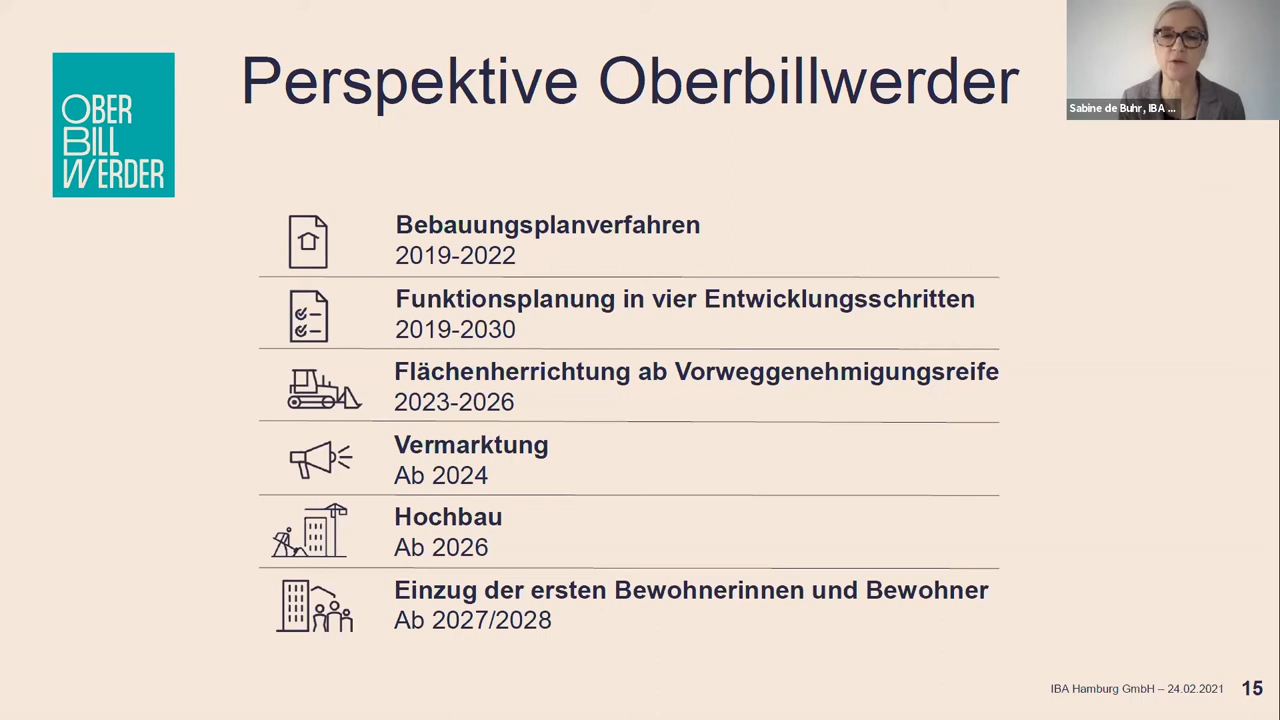 OBER
BILL
WERDER
Perspektive Oberbillwerder
Sabine de Buhr, IBA ...
Bebauungsplanverfahren
2019-2022
Funktionsplanung in vier Entwicklungsschritten
2019-2030
Flächenherrichtung ab Vorweggenehmigungsreife
2023-2026
Vermarktung
Ab 2024
Hochbau
Ab 2026
Einzug der ersten Bewohnerinnen und Bewohner
Ab 2027/2028
IBA Hamburg GmbH – 24.02.2021 15